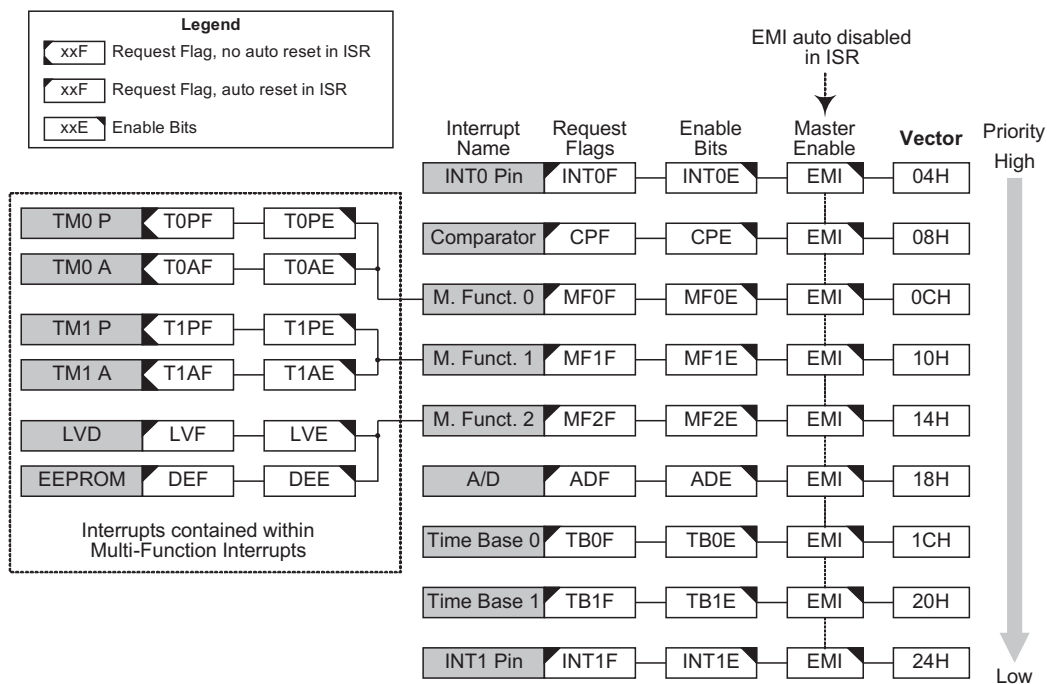 Legend
xxF Request Flag, no auto reset in ISR
xxF Request Flag, auto reset in ISR
xxE Enable Bits
EMI auto disabled
in ISR
Interrupt Name Request Flags Enable Bits Master Enable Vector Priority
High
INT0 Pin INT0F INT0E EMI 04H
TM0 P T0PF T0PE
Comparator CPF CPE EMI 08H
TM0 A T0AF T0AE
M. Funct. 0 MF0F MF0E EMI 0CH
TM1 P T1PF T1PE
M. Funct. 1 MF1F MF1E EMI 10H
TM1 A T1AF T1AE
M. Funct. 2 MF2F MF2E EMI 14H
LVD LVF LVE
EEPROM DEF DEE
A/D ADF ADE EMI 18H
Interrupts contained within
Multi-Function Interrupts
Time Base 0 TB0F TB0E EMI 1CH
Time Base 1 TB1F TB1E EMI 20H
INT1 Pin INT1F INT1E EMI 24H
Low